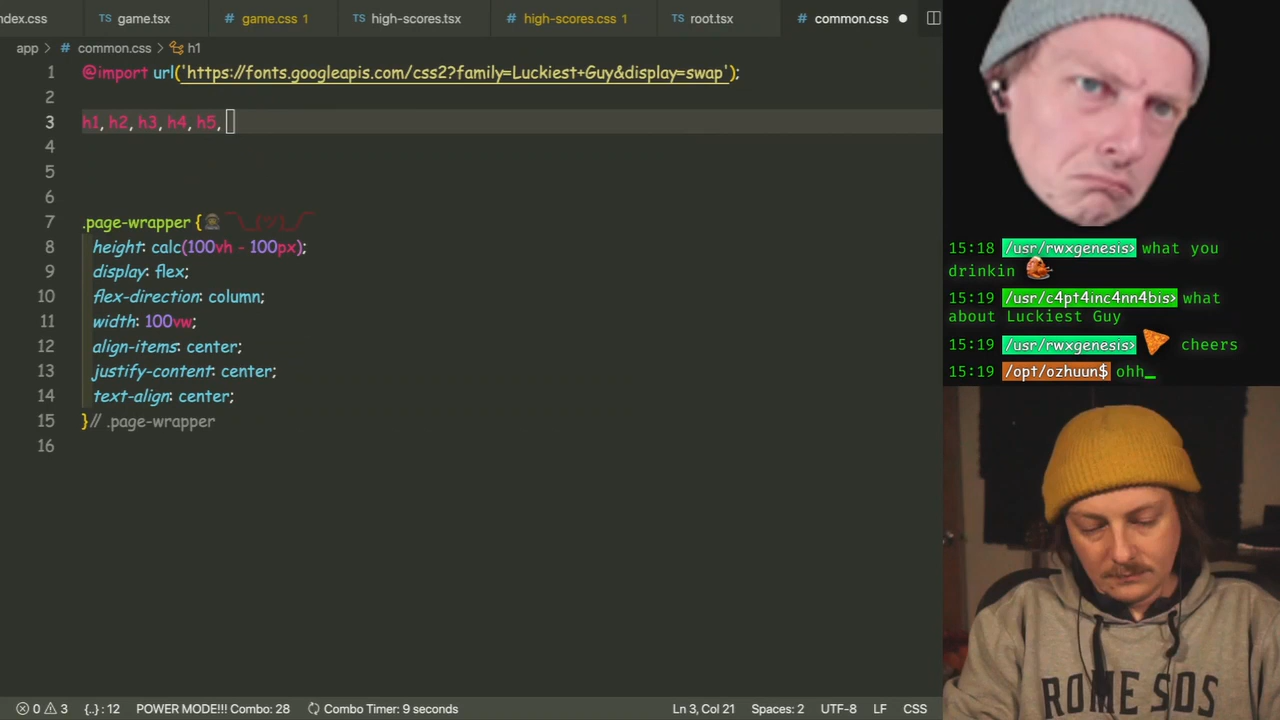 ndex.css
TS game.tsx
# game.css 1
TS high-scores.tsx
# high-scores.css 1
TS root.tsx
# common.css
app > # common.css > h1
1 @import url('https://fonts.googleapis.com/css2?family=Luckiest+Guy&display=swap');
2
3 h1, h2, h3, h4, h5,
4
5
6
7 .page-wrapper { ¯\_(ツ)_/¯
8 height: calc(100vh - 100px);
9 display: flex;
10 flex-direction: column;
11 width: 100vw;
12 align-items: center;
13 justify-content: center;
14 text-align: center;
15 }// .page-wrapper
16
15:18 /usr/rwxgenesis> what you
drinkin
15:19 /usr/c4pt4inc4nn4bis> what
about Luckiest Guy
15:19 /usr/rwxgenesis> cheers
15:19 /opt/ozhuun$ ohh_
ROME SOS
0 3 {..} : 12 POWER MODE!!! Combo: 28 Combo Timer: 9 seconds Ln 3, Col 21 Spaces: 2 UTF-8 LF CSS